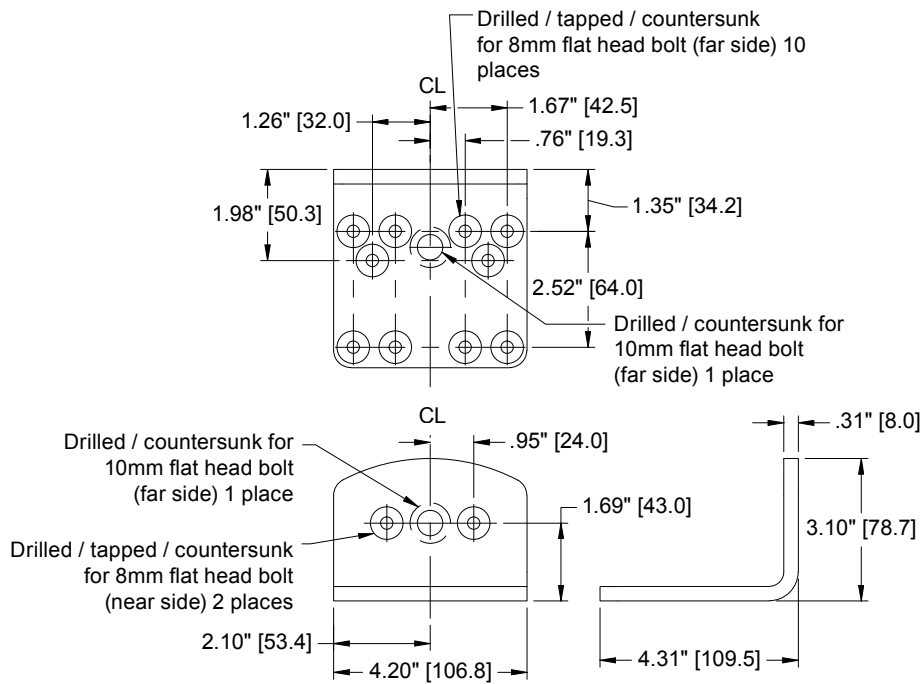 Drilled / tapped / countersunk
for 8mm flat head bolt (far side) 10
places
CL
1.67" [42.5]
1.26" [32.0]
.76" [19.3]
1.98" [50.3]
1.35" [34.2]
2.52" [64.0]
Drilled / countersunk for
10mm flat head bolt
(far side) 1 place
CL
Drilled / countersunk for
10mm flat head bolt
(far side) 1 place
.95" [24.0]
.31" [8.0]
1.69" [43.0]
3.10" [78.7]
Drilled / tapped / countersunk
for 8mm flat head bolt
(near side) 2 places
2.10" [53.4]
4.20" [106.8]
4.31" [109.5]